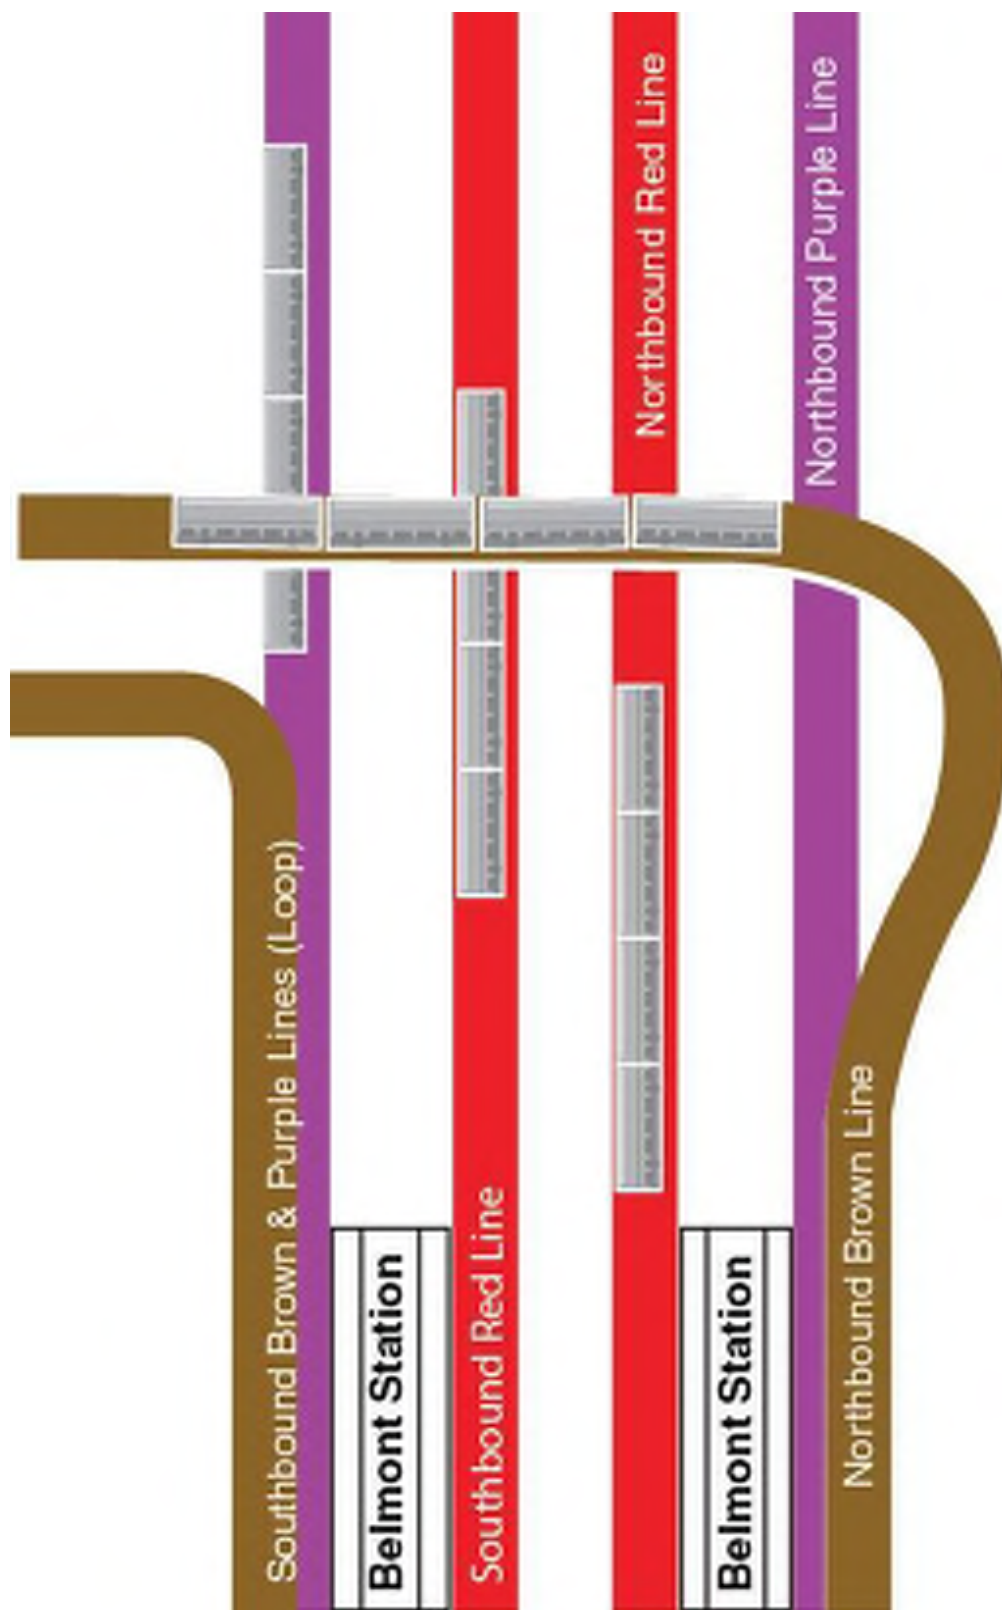 Northbound Red Line
Northbound Purple Line
Southbound Brown & Purple Lines (Loop)
Belmont Station
Southbound Red Line
Belmont Station
Northbound Brown Line